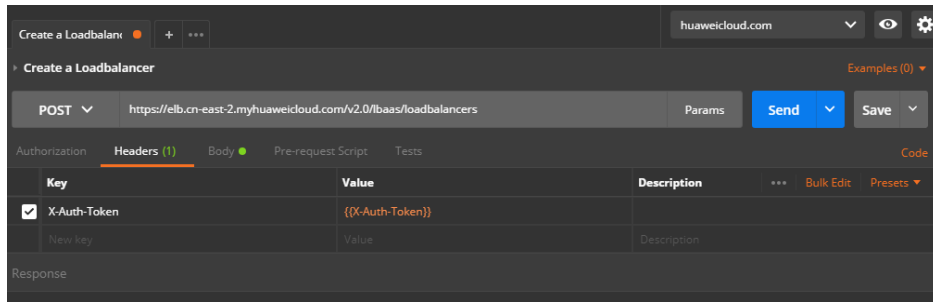 huaweicloud.com
Create a Loadbalanc + •••
Create a Loadbalancer Examples (0)
POST https://elb.cn-east-2.myhuaweicloud.com/v2.0/lbaas/loadbalancers Params Send Save
Authorization Headers (1) Body Pre-request Script Tests Code
Key Value Description ••• Bulk Edit Presets
X-Auth-Token {{X-Auth-Token}}
New key Value Description
Response